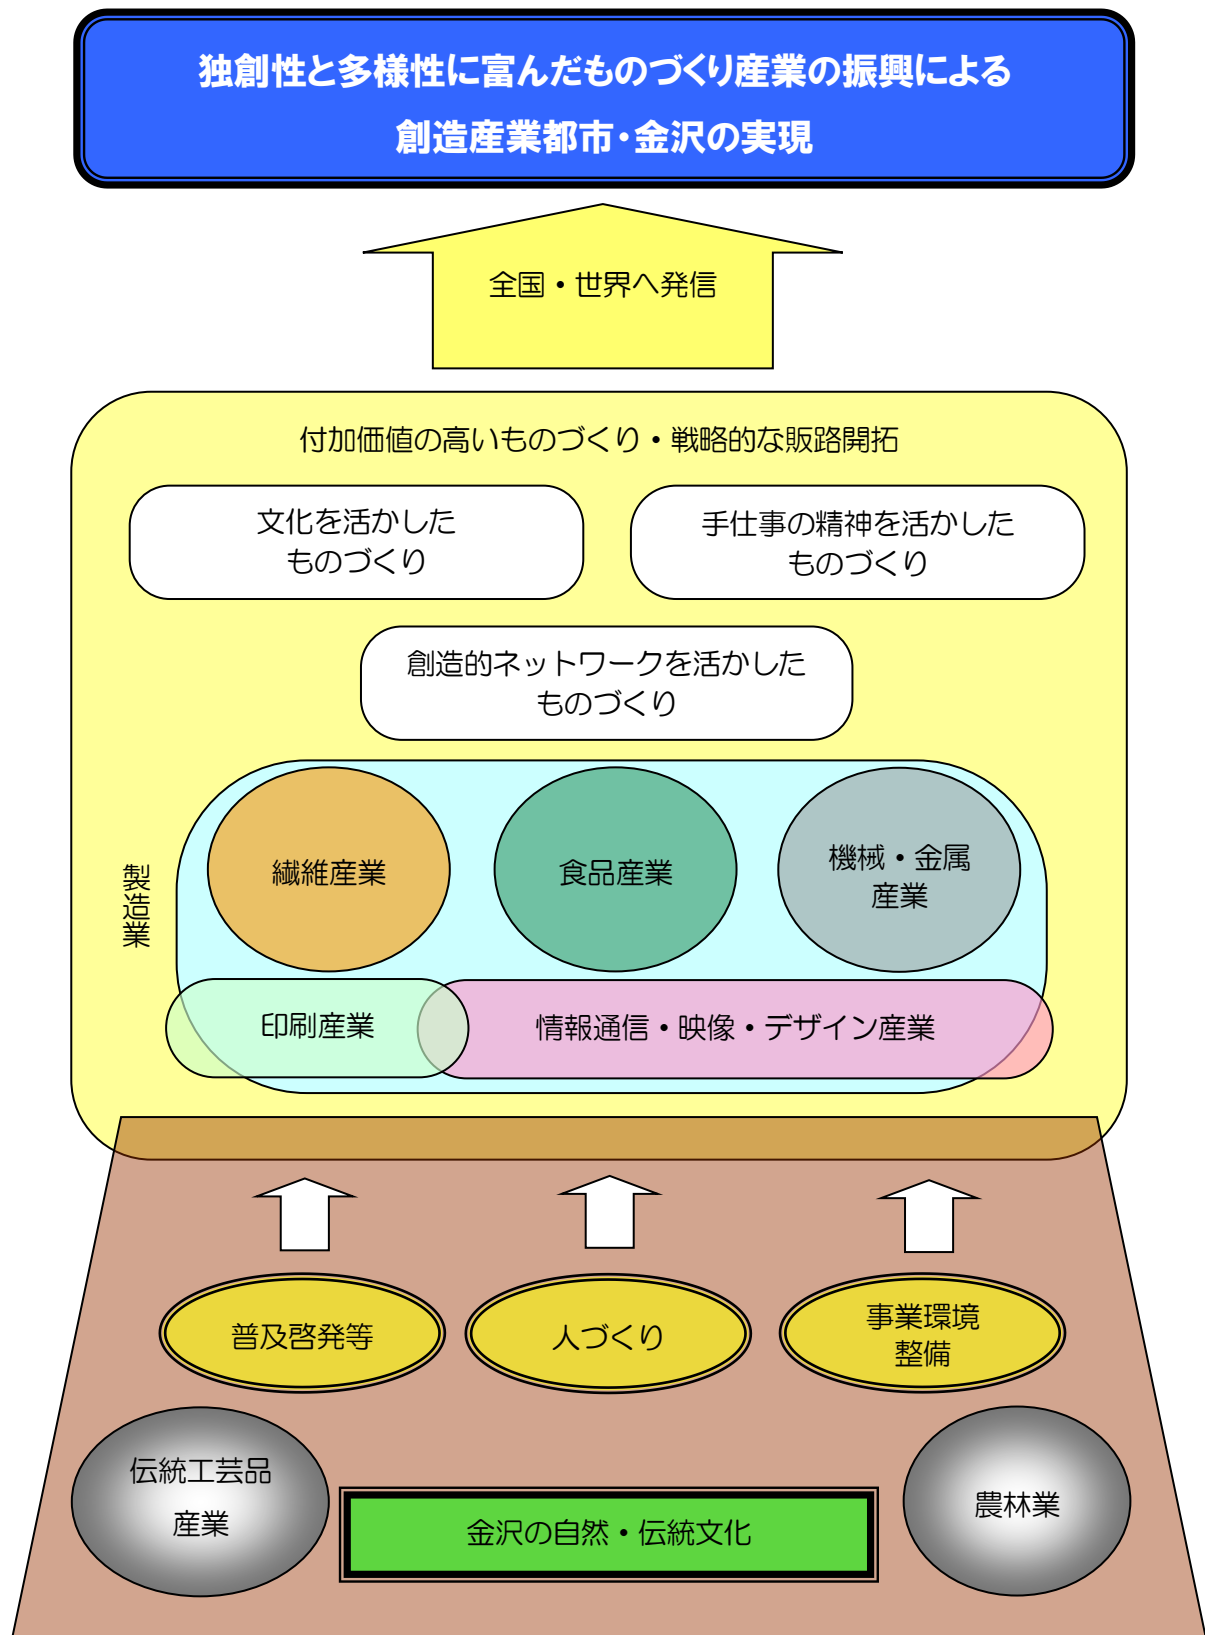 独創性と多様性に富んだものづくり産業の振興による
創造産業都市・金沢の実現
全国・世界へ発信
付加価値の高いものづくり・戦略的な販路開拓
文化を活かした
ものづくり
手仕事の精神を活かした
ものづくり
創造的ネットワークを活かした
ものづくり
製造業
繊維産業
食品産業
機械・金属
産業
印刷産業
情報通信・映像・デザイン産業
普及啓発等
人づくり
事業環境
整備
伝統工芸品
産業
金沢の自然・伝統文化
農林業